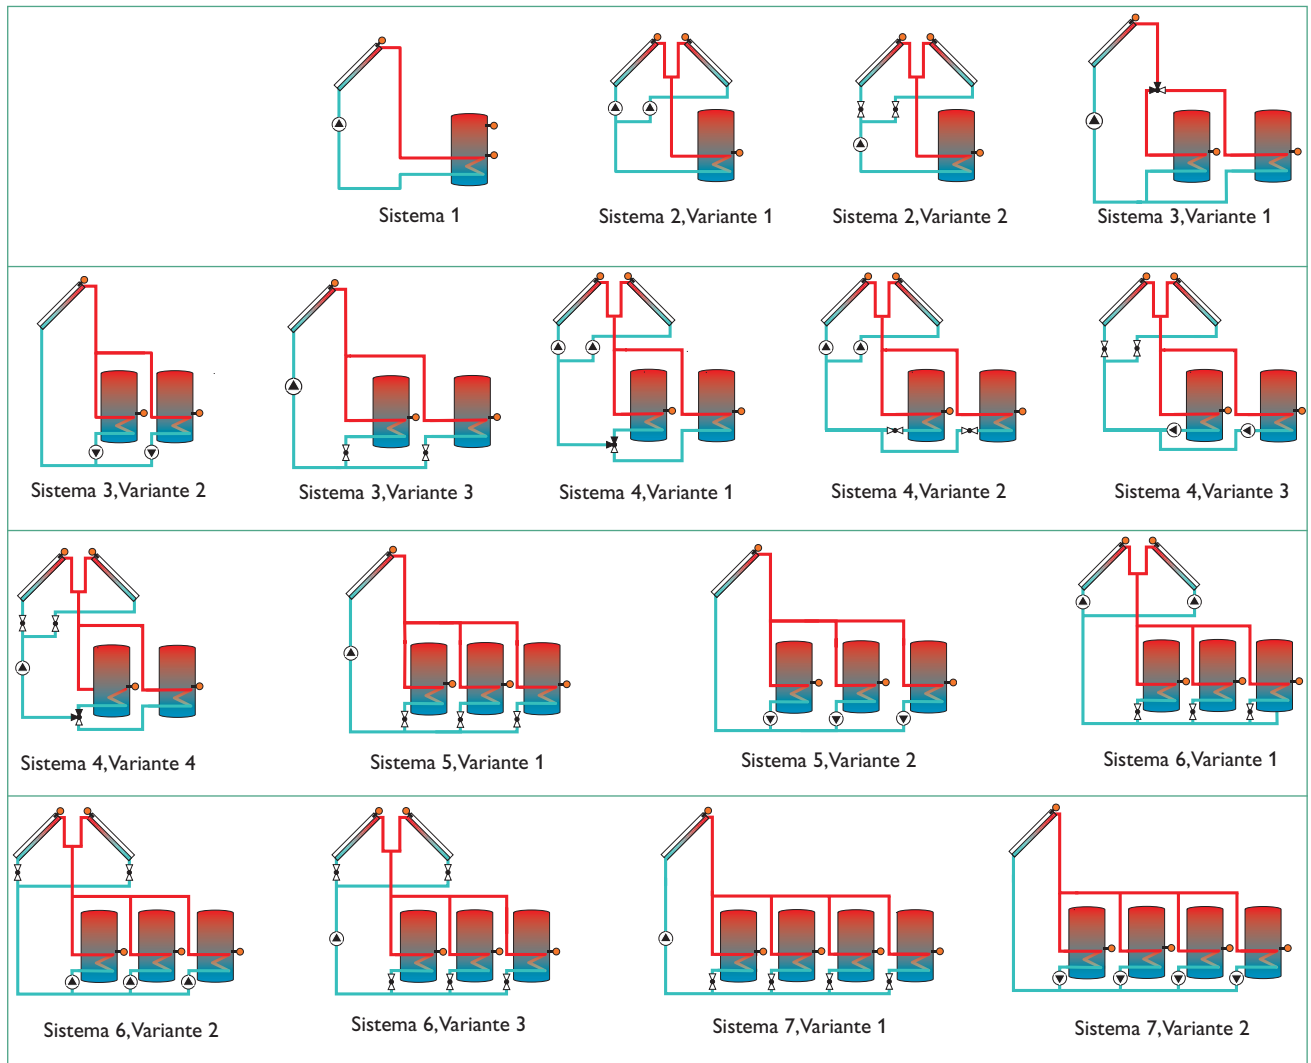 Sistema 1
Sistema 2,Variante 1
Sistema 2,Variante 2
Sistema 3,Variante 1
Sistema 3,Variante 2
Sistema 3,Variante 3
Sistema 4,Variante 1
Sistema 4,Variante 2
Sistema 4,Variante 3
Sistema 4,Variante 4
Sistema 5,Variante 1
Sistema 5,Variante 2
Sistema 6,Variante 1
Sistema 6,Variante 2
Sistema 6,Variante 3
Sistema 7,Variante 1
Sistema 7,Variante 2